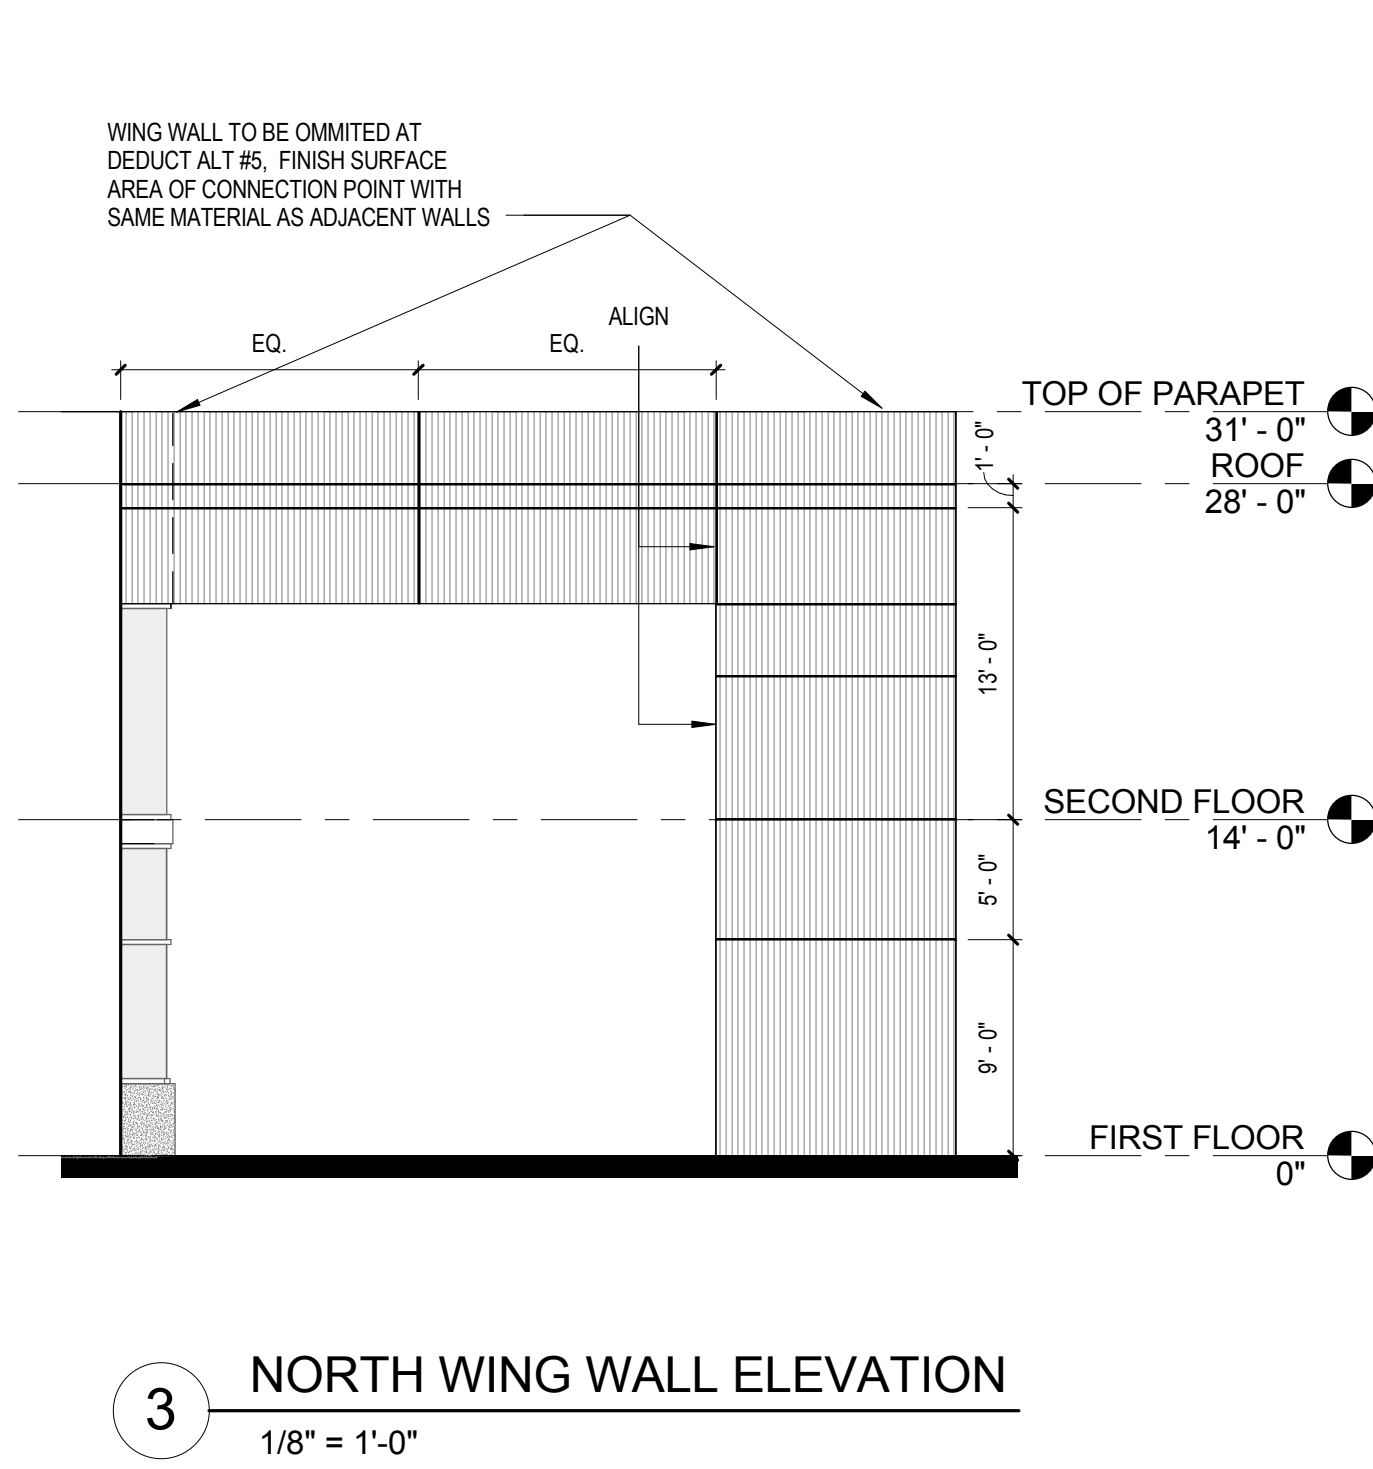 WING WALL TO BE OMMITED AT
DEDUCT ALT #5, FINISH SURFACE
AREA OF CONNECTION POINT WITH
SAME MATERIAL AS ADJACENT WALLS
ALIGN
EQ.
EQ.
TOP OF PARAPET
31' - 0"
1' - 0"
ROOF
28' - 0"
13' - 0"
SECOND FLOOR
14' - 0"
5' - 0"
9' - 0"
FIRST FLOOR
0"
3
NORTH WING WALL ELEVATION
1/8" = 1'-0"